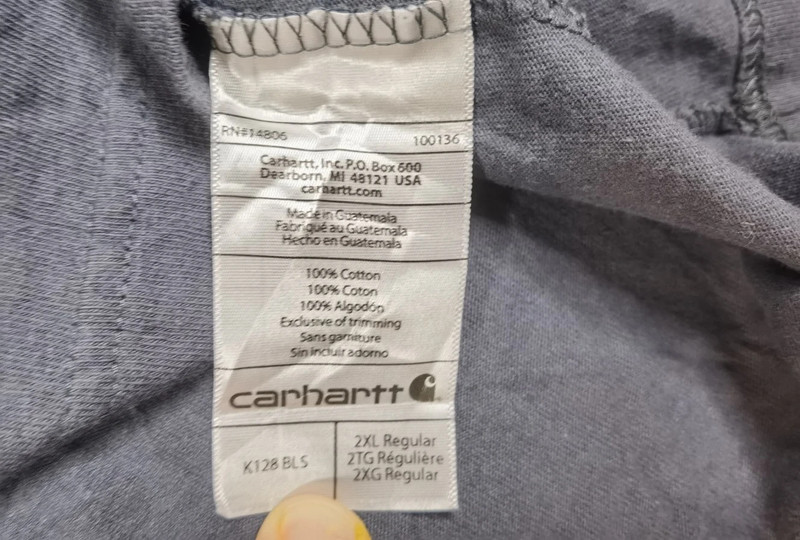 RN#14806 100136
Carhartt, Inc. P.O. Box 600
Dearborn, MI 48121 USA
carhartt.com
Made in Guatemala
Fabriqué au Guatemala
Hecho en Guatemala
100% Cotton
100% Coton
100% Algodón
Exclusive of trimming
Sans garniture
Sin incluir adorno
carhartt
K128 BLS
2XL Regular
2TG Régulière
2XG Regular